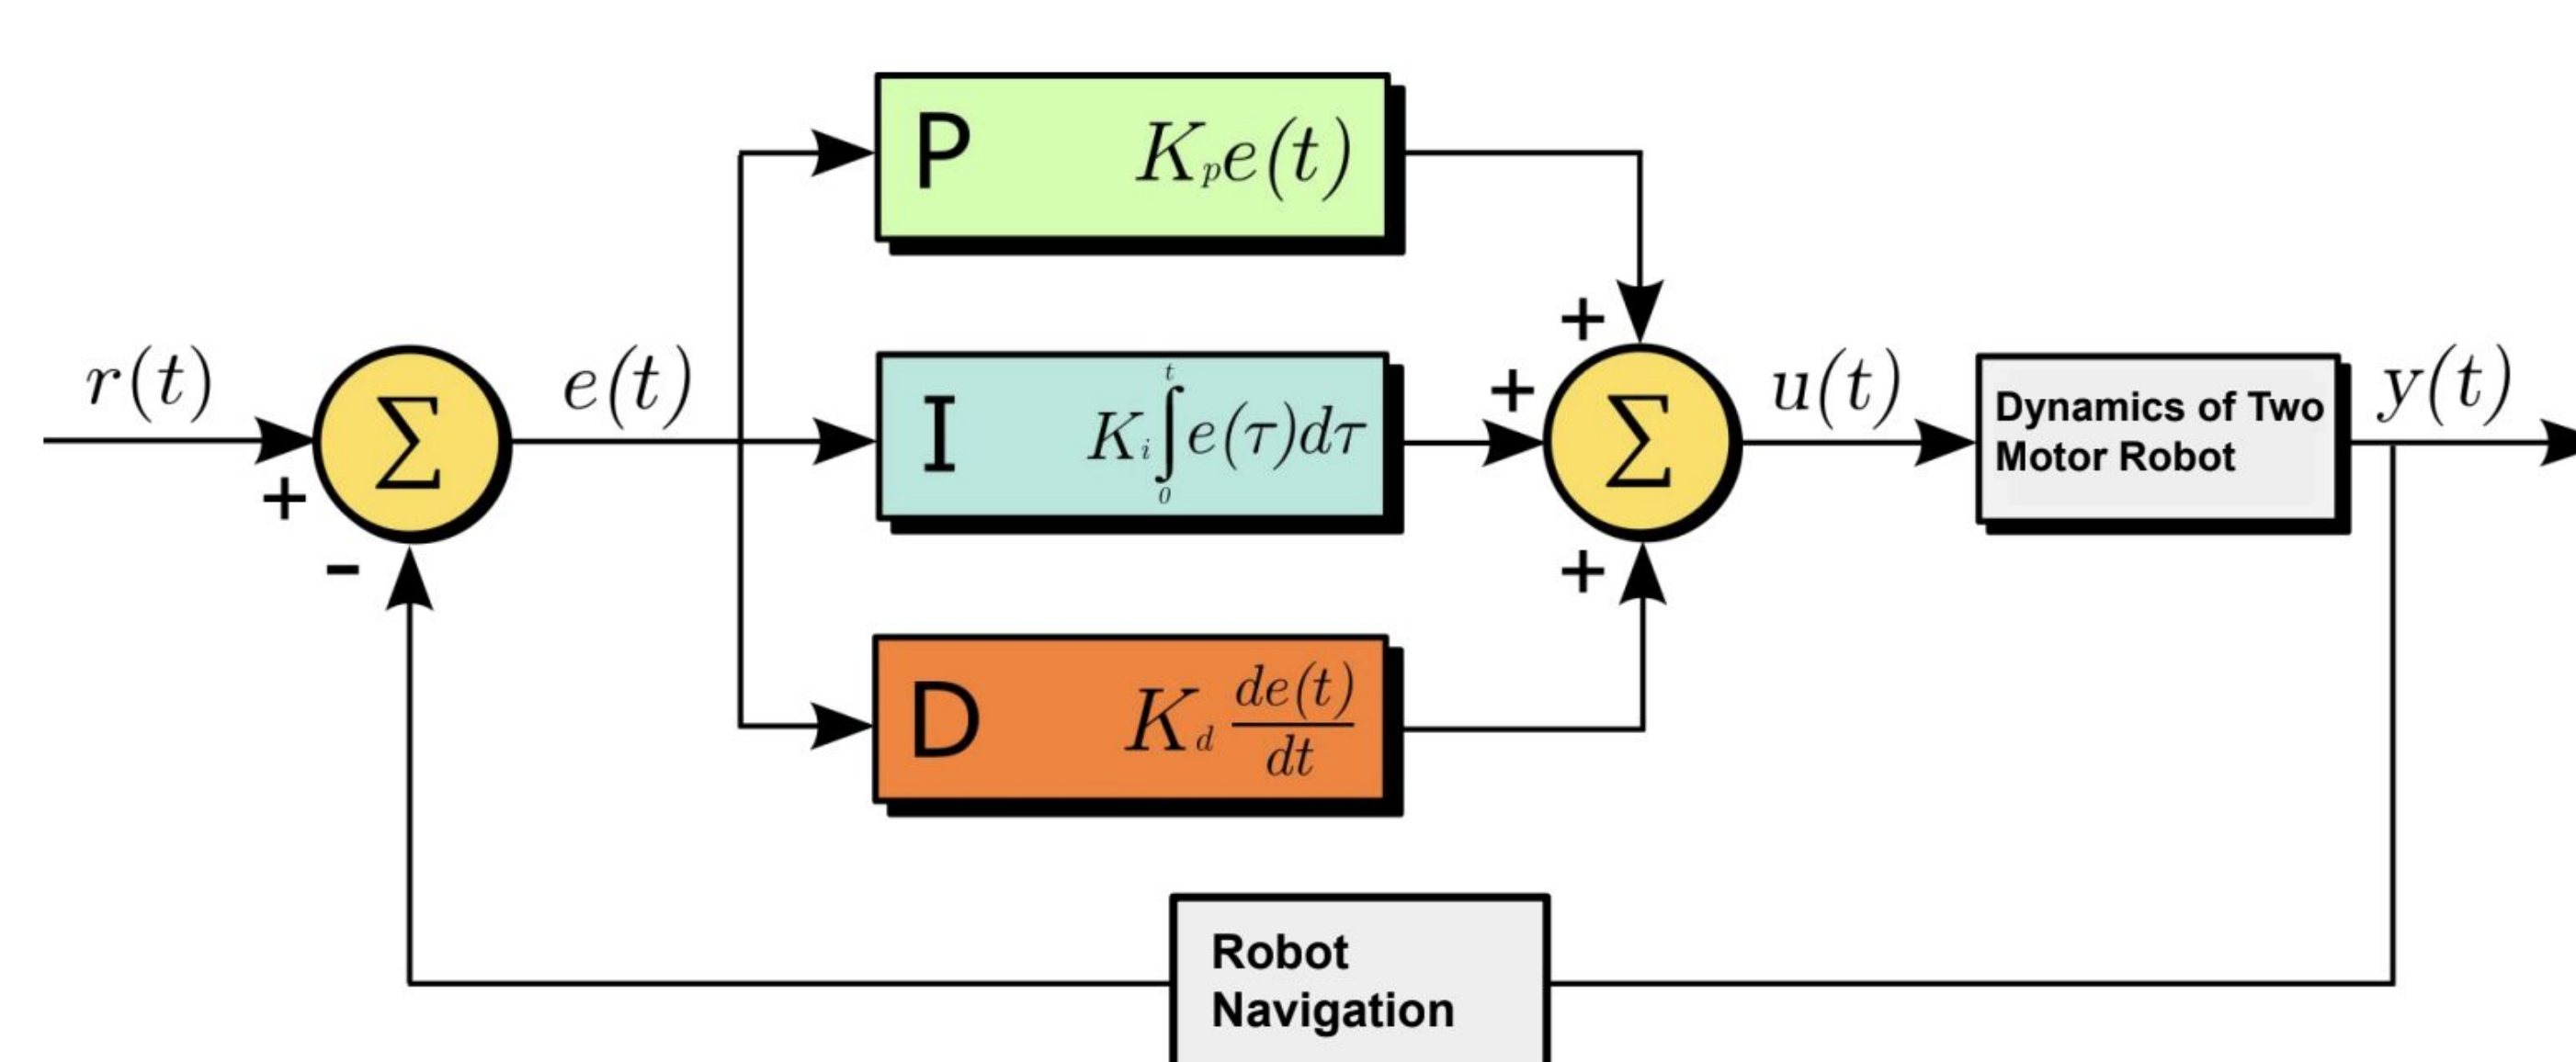 P K_p e(t)
+
r(t) Σ e(t) I K_i ∫_0^t e(τ)dτ + Σ u(t) Dynamics of Two y(t)
Motor Robot
+
-
+
D K_d de(t)/dt
Robot
Navigation